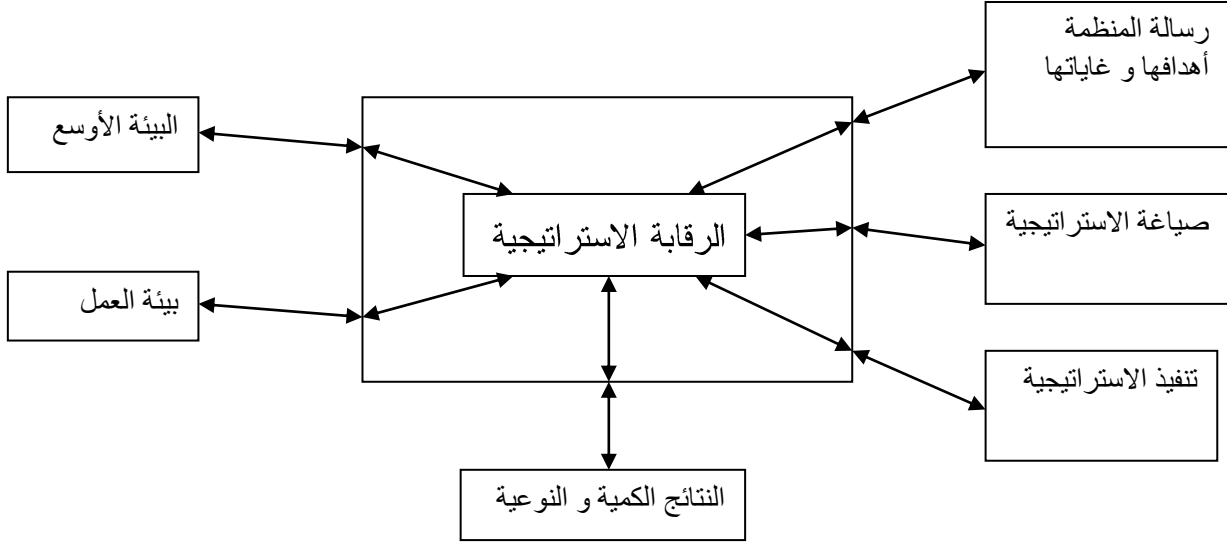 رسالة المنظمة
أهدافها و غاياتها
البيئة الأوسع
صياغة الاستراتيجية
الرقابة الاستراتيجية
بيئة العمل
تنفيذ الاستراتيجية
النتائج الكمية و النوعية